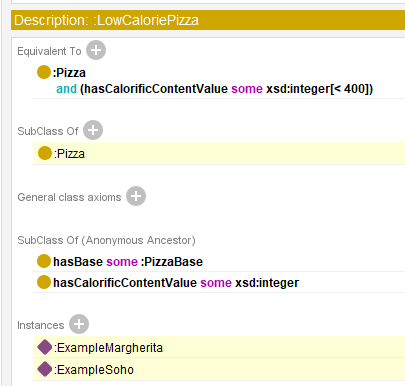 Description: :LowCaloriePizza
Equivalent To
:Pizza
and (hasCalorificContentValue some xsd:integer[< 400])
SubClass Of
:Pizza
General class axioms
SubClass Of (Anonymous Ancestor)
hasBase some :PizzaBase
hasCalorificContentValue some xsd:integer
Instances
:ExampleMargherita
:ExampleSoho